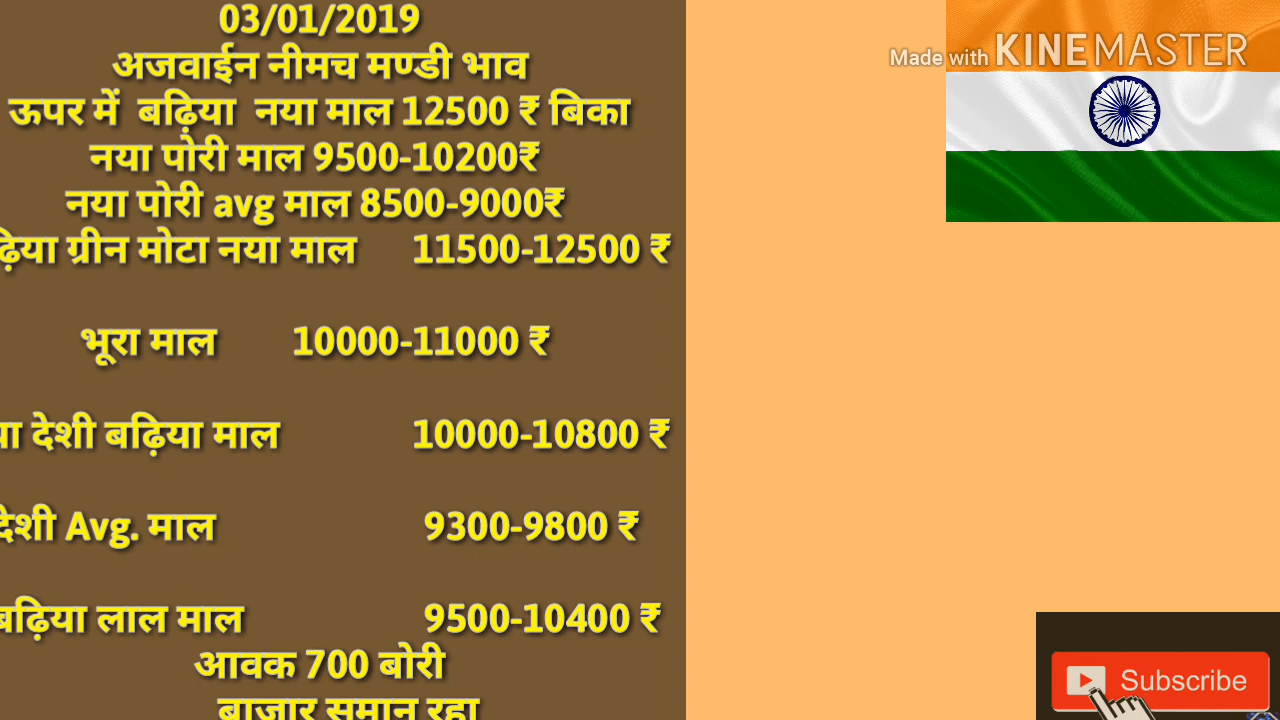 03/01/2019
अजवाईन नीमच मण्डी भाव
ऊपर में बढ़िया नया माल 12500 ₹ बिका
नया पोरी माल 9500-10200₹
नया पोरी avg माल 8500-9000₹
ढ़िया ग्रीन मोटा नया माल 11500-12500 ₹
भूरा माल 10000-11000 ₹
या देशी बढ़िया माल 10000-10800 ₹
देशी Avg. माल 9300-9800 ₹
बढ़िया लाल माल 9500-10400 ₹
आवक 700 बोरी
बाजार समान रहा
Made with KINEMASTER
Subscribe